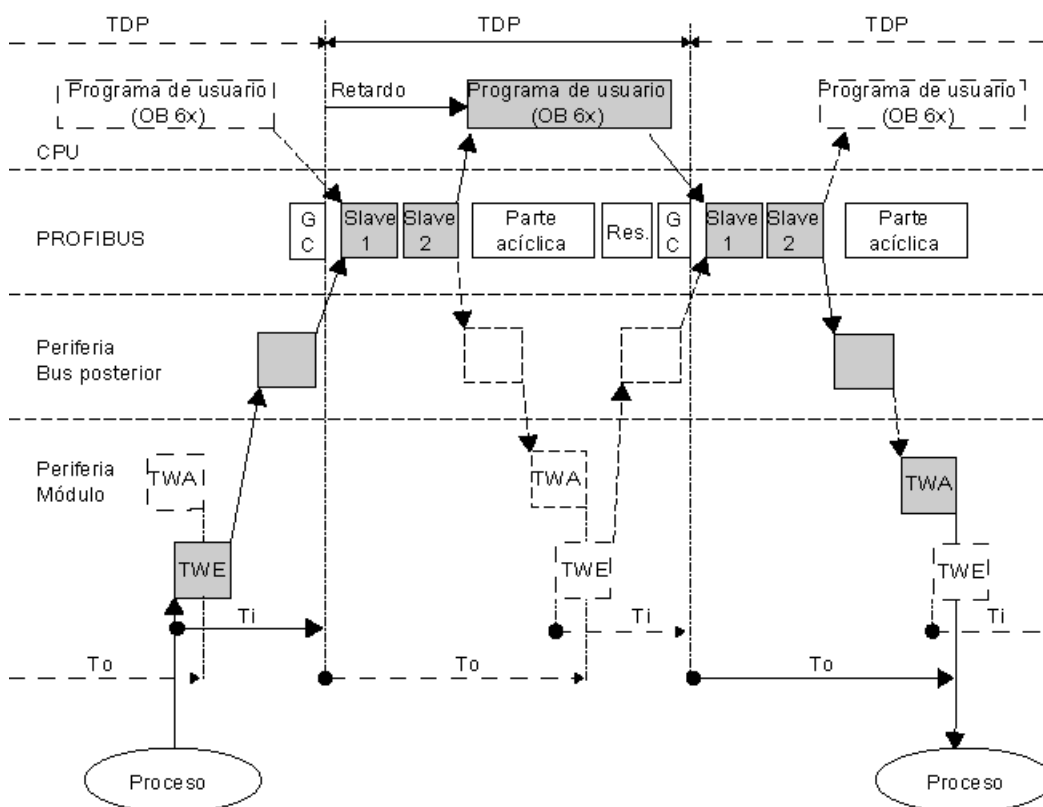 TDP TDP TDP
Programa de usuario
(OB 6x)
Retardo
Programa de usuario
(OB 6x)
Programa de usuario
(OB 6x)
CPU
PROFIBUS
G
C
Slave
1
Slave
2
Parte
acíclica
Res.
G
C
Slave
1
Slave
2
Parte
acíclica
Periferia
Bus posterior
Periferia
Módulo
TWA
TWA
TWA
TWE
TWE
TWE
Ti
Ti
Ti
To
To
To
Proceso
Proceso